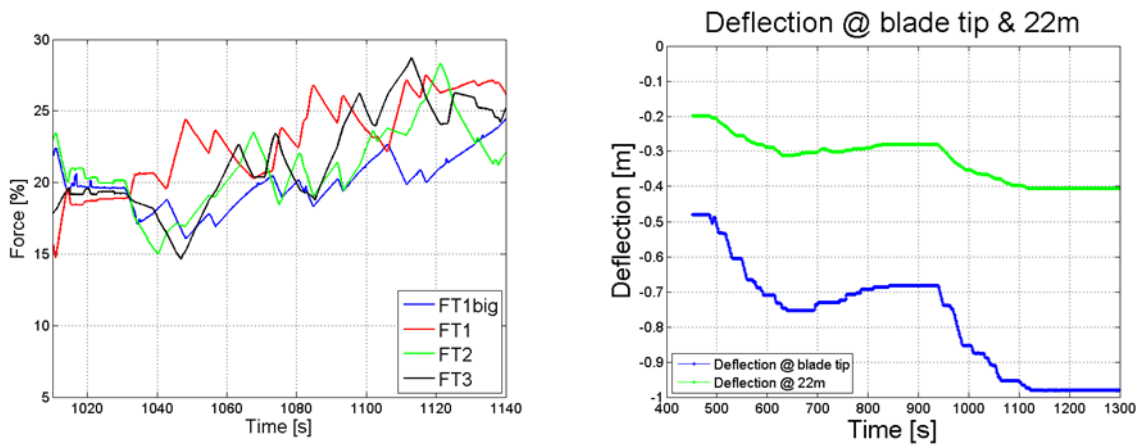 30
25
20
15
10
5
Force [%]
1020 1040 1060 1080 1100 1120 1140
Time [s]
FT1big
FT1
FT2
FT3
Deflection @ blade tip & 22m
0
-0.1
-0.2
-0.3
-0.4
-0.5
-0.6
-0.7
-0.8
-0.9
-1
Deflection [m]
Deflection @ blade tip
Deflection @ 22m
400 500 600 700 800 900 1000 1100 1200 1300
Time [s]